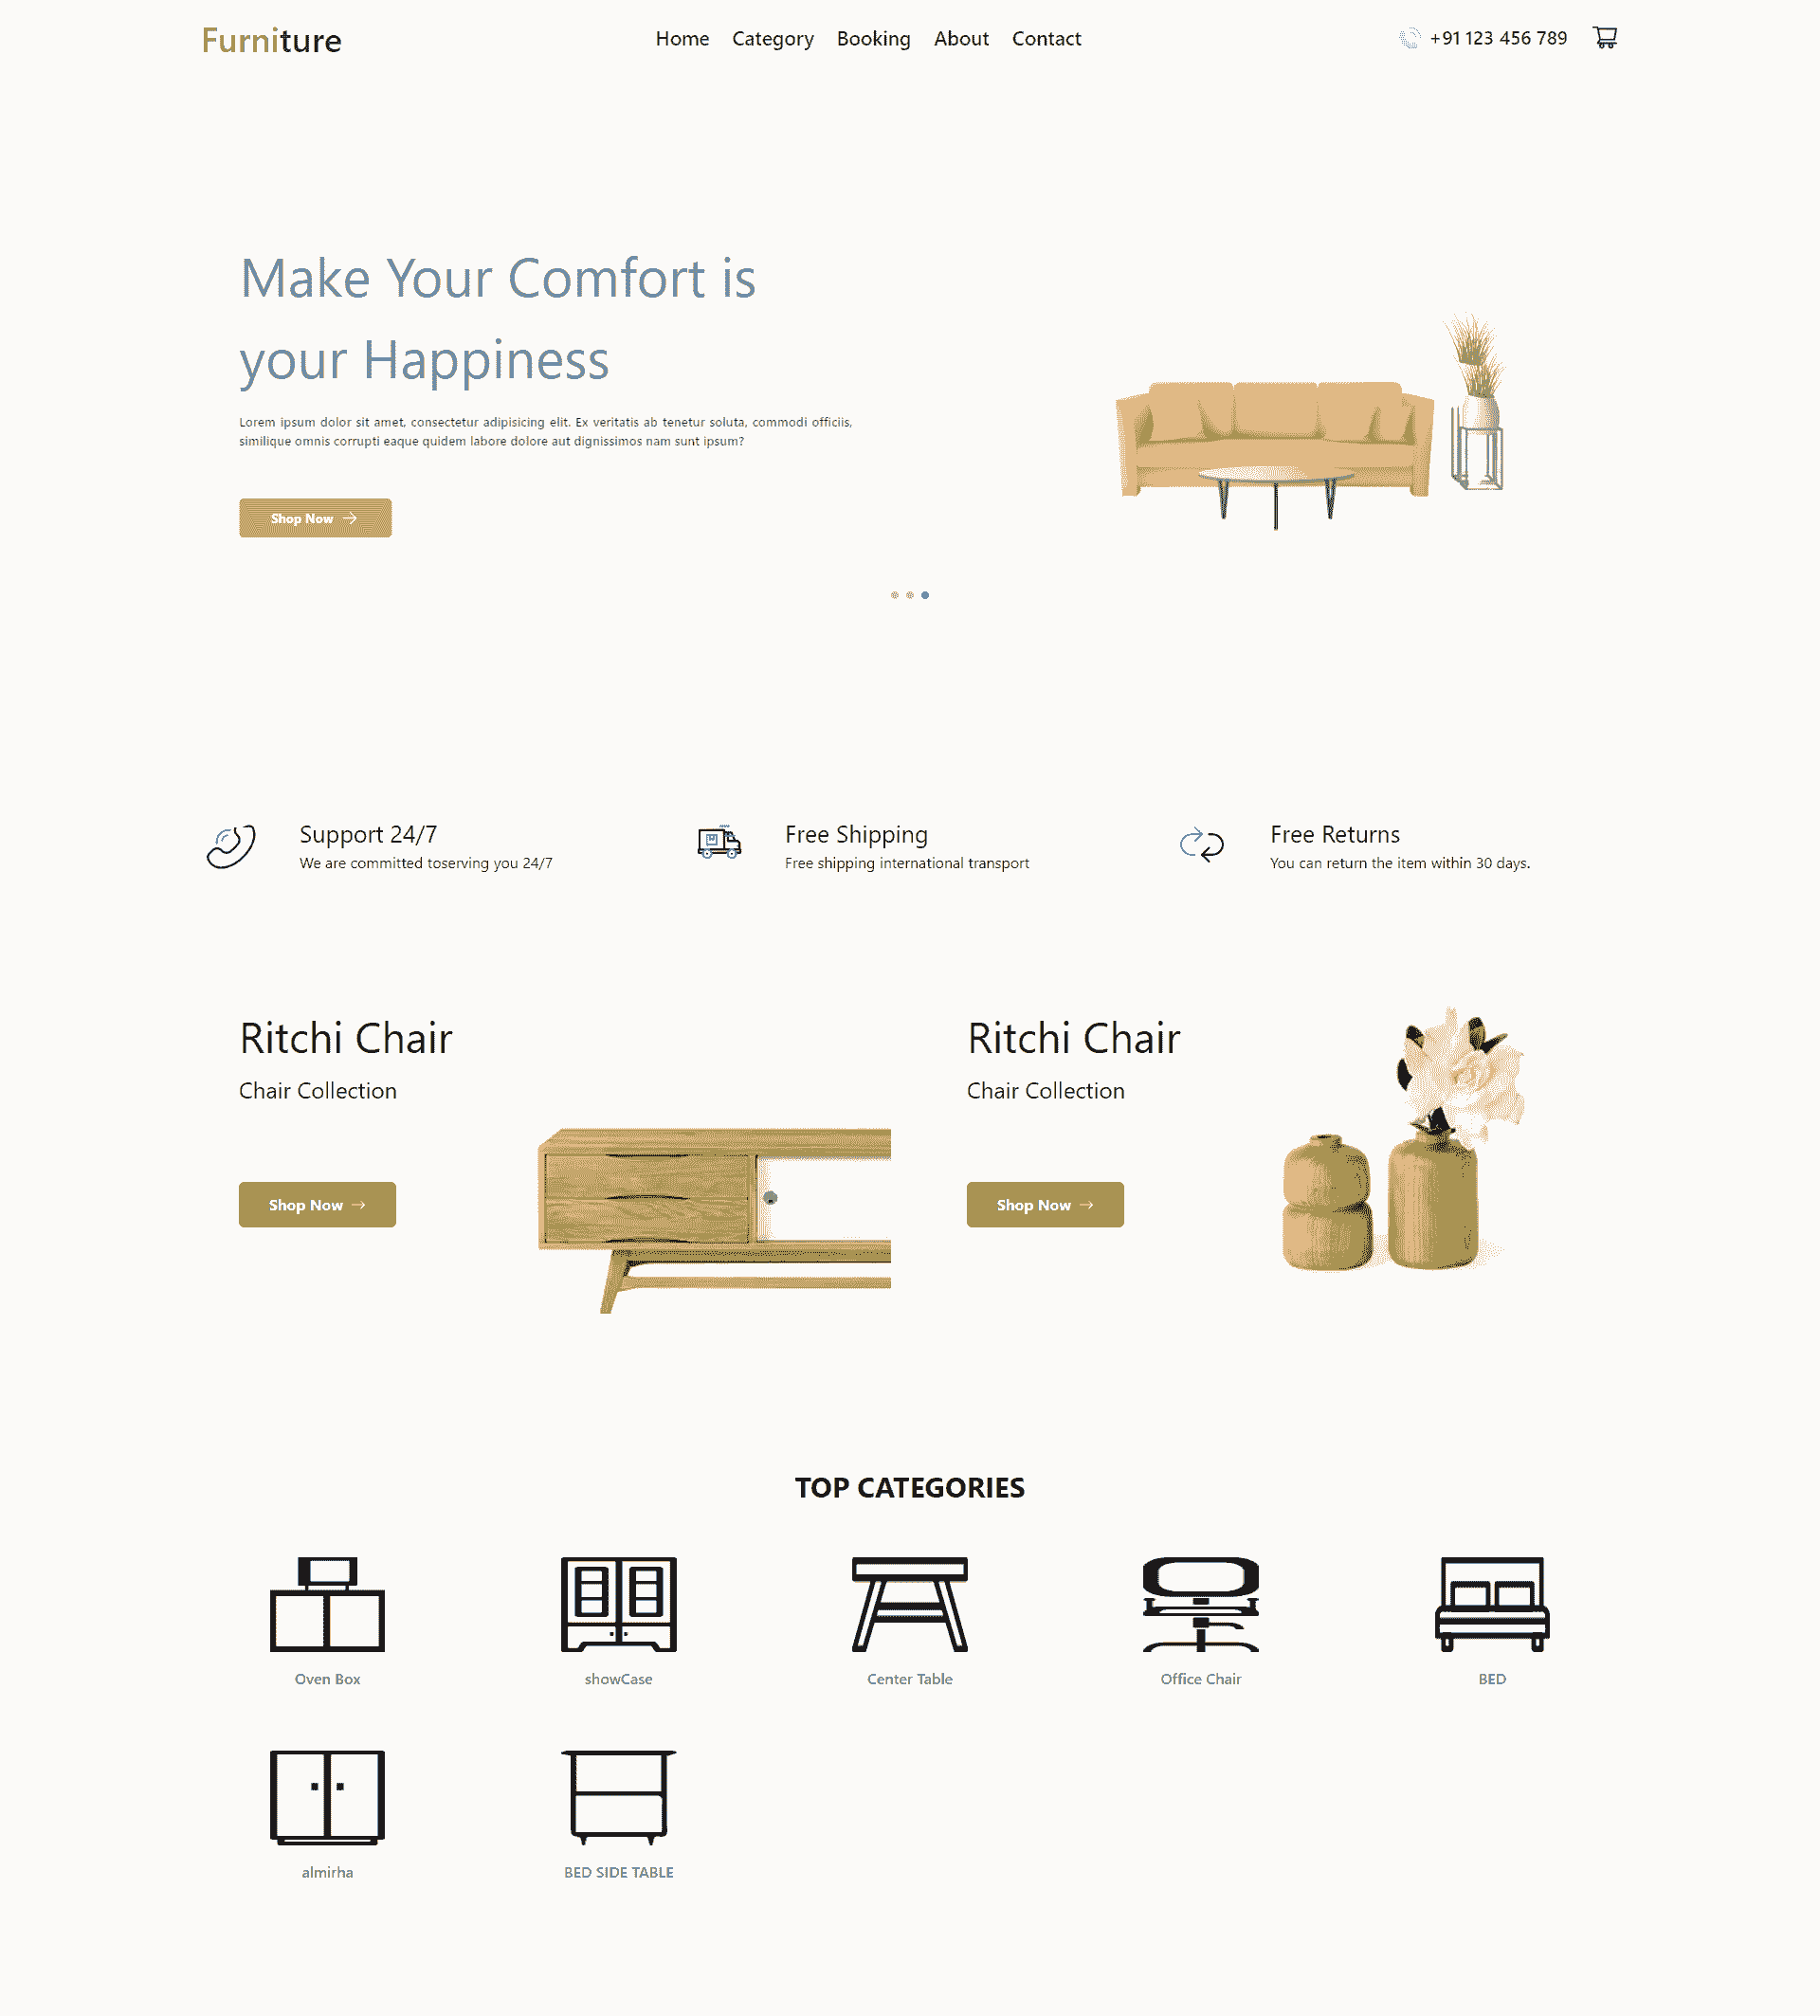 Furniture
Home Category Booking About Contact
+91 123 456 789
Make Your Comfort is
your Happiness
Lorem ipsum dolor sit amet, consectetur adipisicing elit. Ex veritatis ab tenetur soluta, commodi officiis,
similique omnis corrupti eaque quidem labore dolore aut dignissimos nam sunt ipsum?
Shop Now
Support 24/7
We are committed toserving you 24/7
Free Shipping
Free shipping international transport
Free Returns
You can return the item within 30 days.
Ritchi Chair
Chair Collection
Shop Now
Ritchi Chair
Chair Collection
Shop Now
TOP CATEGORIES
Oven Box
showCase
Center Table
Office Chair
BED
almirha
BED SIDE TABLE